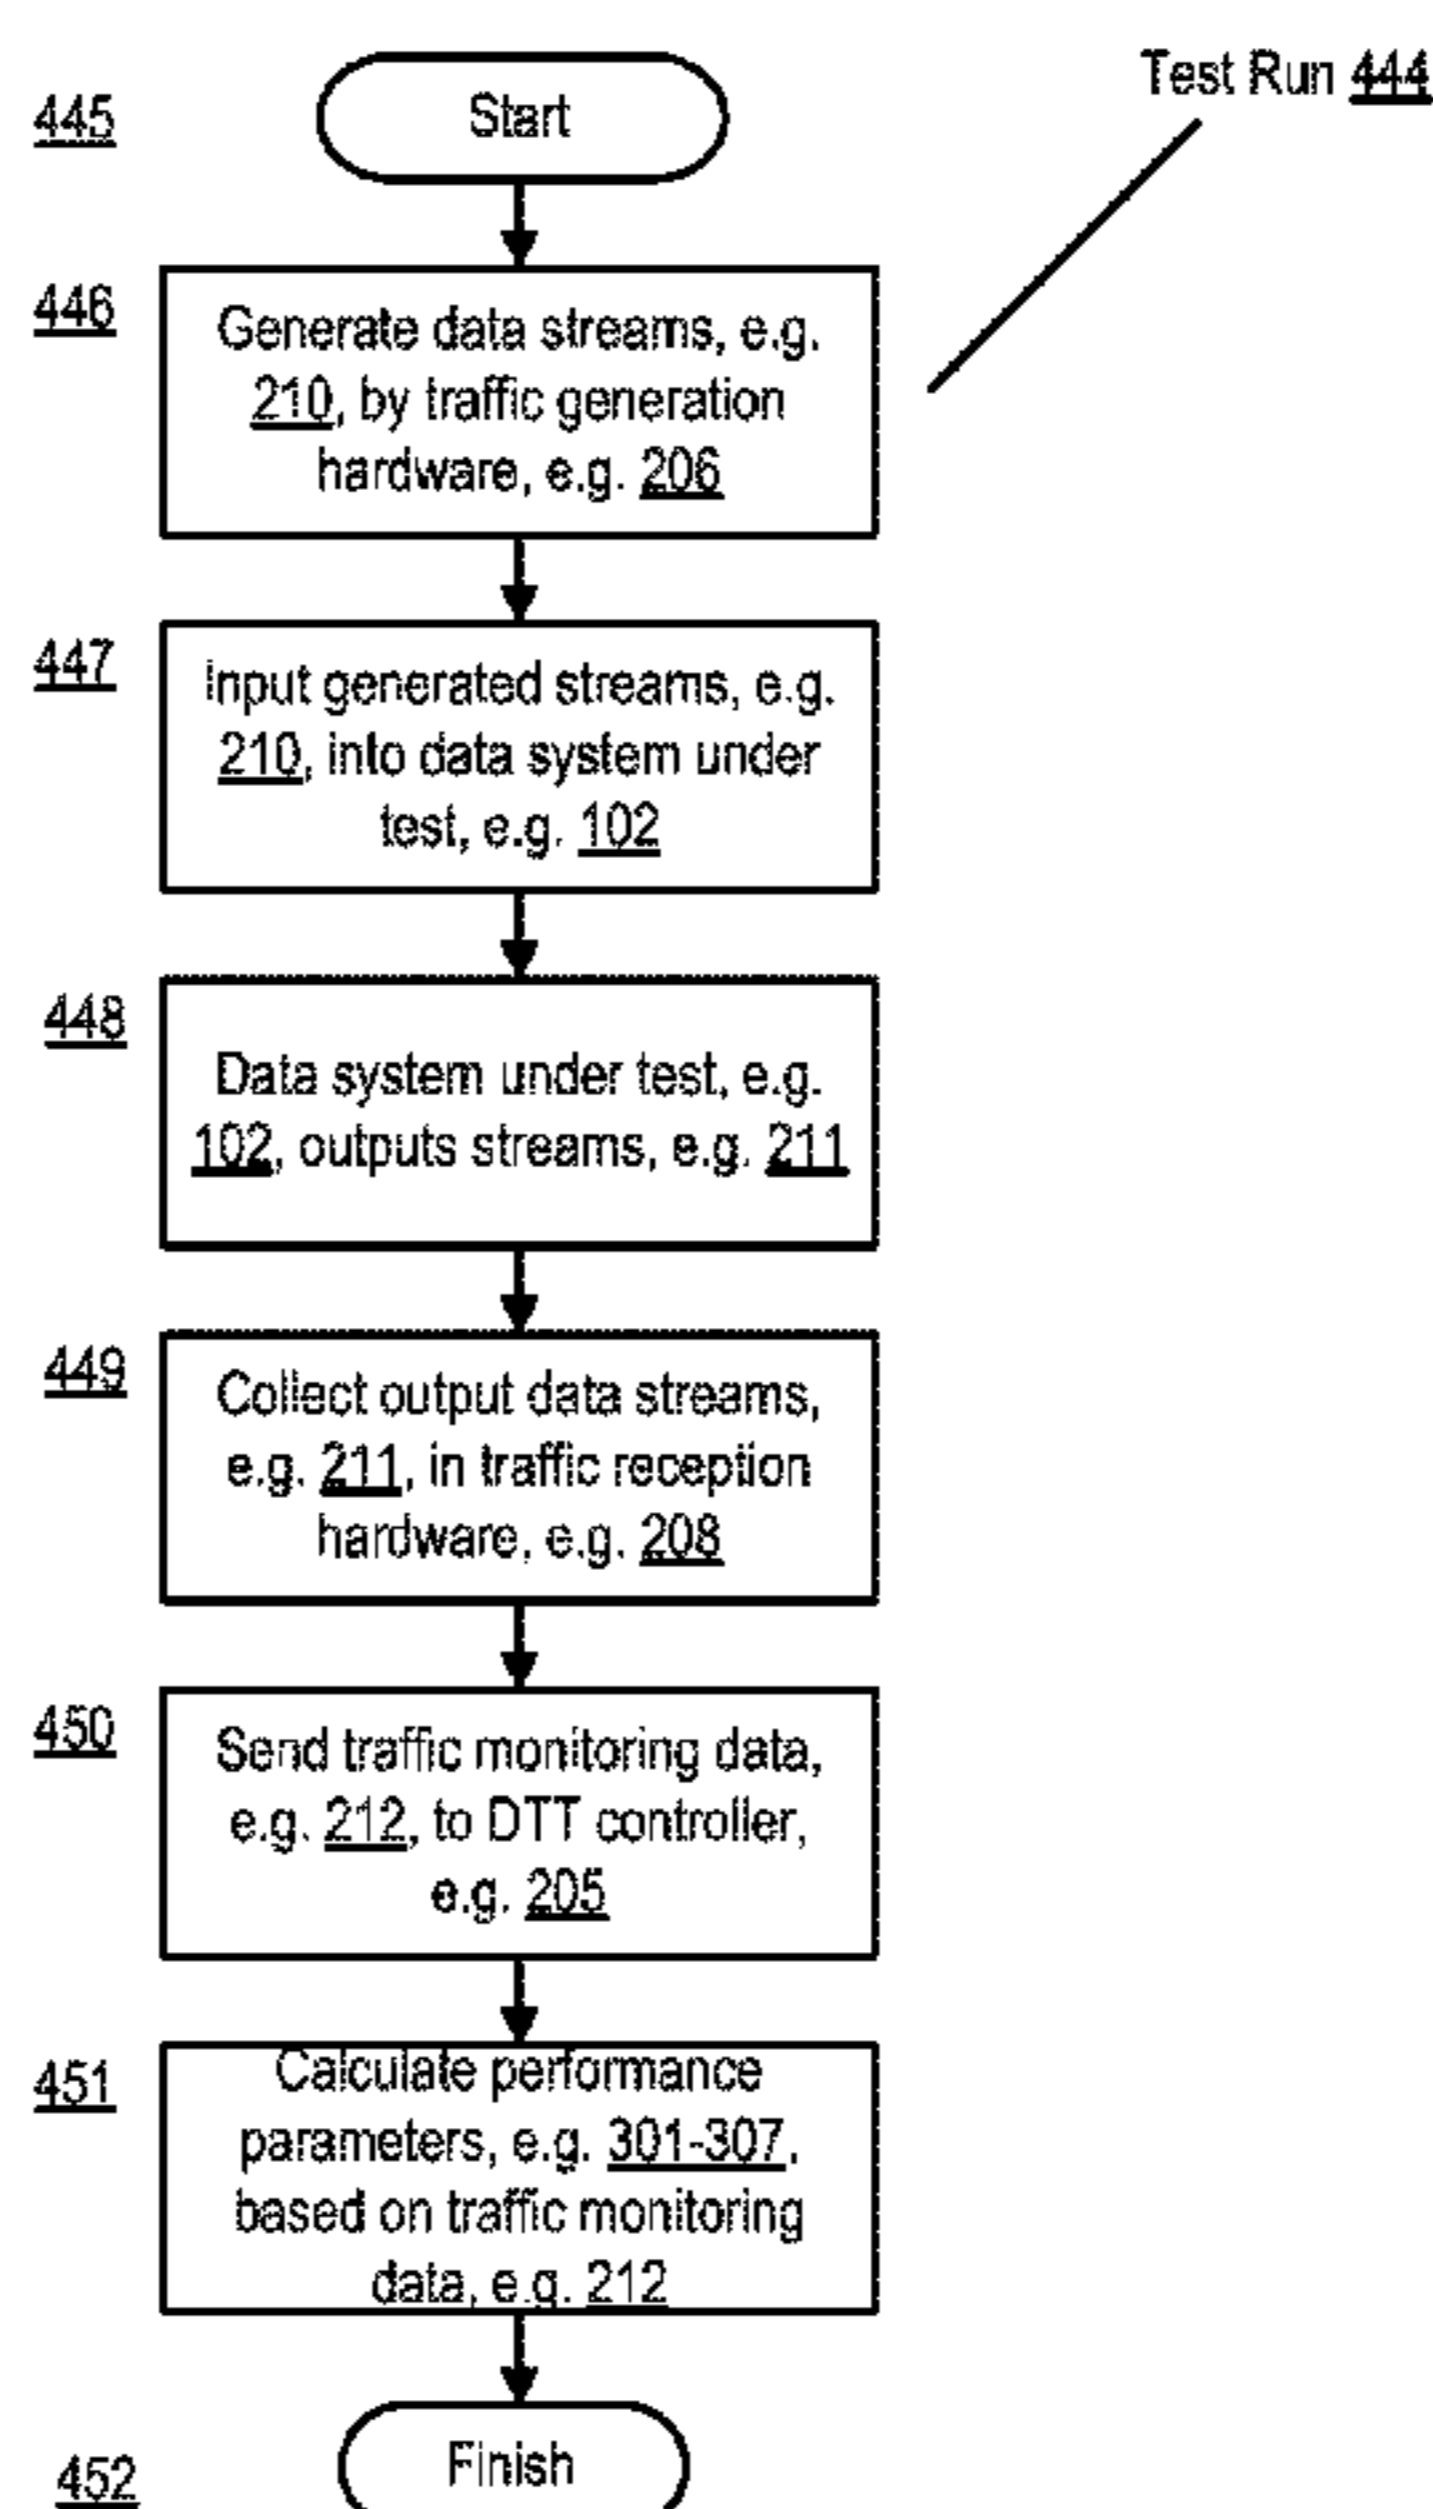 Test Run 444
445
Start
446
Generate data streams, e.g.
210, by traffic generation
hardware, e.g. 206
447
Input generated streams, e.g.
210, into data system under
test, e.g. 102
448
Data system under test, e.g.
102, outputs streams, e.g. 211
449
Collect output data streams,
e.g. 211, in traffic reception
hardware, e.g. 208
450
Send traffic monitoring data,
e.g. 212, to DTT controller,
e.g. 205
451
Calculate performance
parameters, e.g. 301-307,
based on traffic monitoring
data, e.g. 212
452
Finish